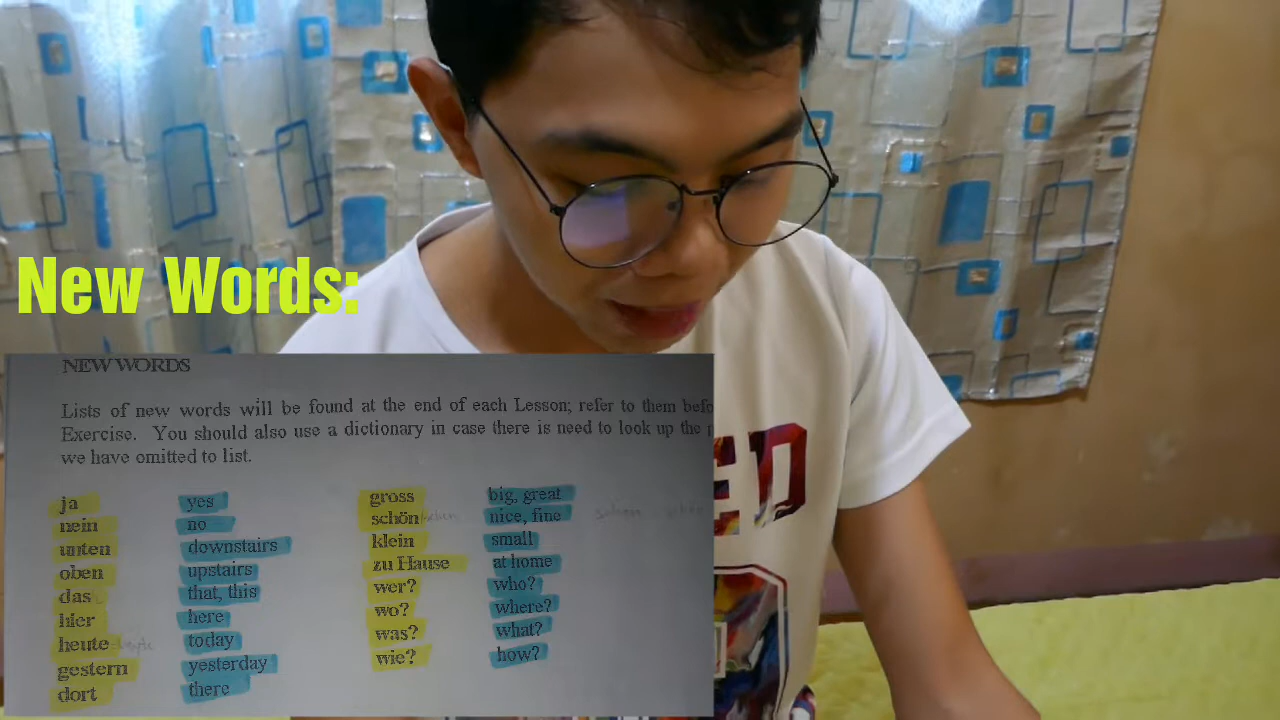 New Words:
NEW WORDS
Lists of new words will be found at the end of each Lesson; refer to them
Exercise. You should also use a dictionary in case there is need to look up the
we have omitted to list.
ja yes
nein no
unten downstairs
oben upstairs
das that, this
hier here
heute today
gestern yesterday
dort there
gross big, great
schön nice, fine
klein small
zu Hause at home
wer? who?
wo? where?
was? what?
wie? how?
ED